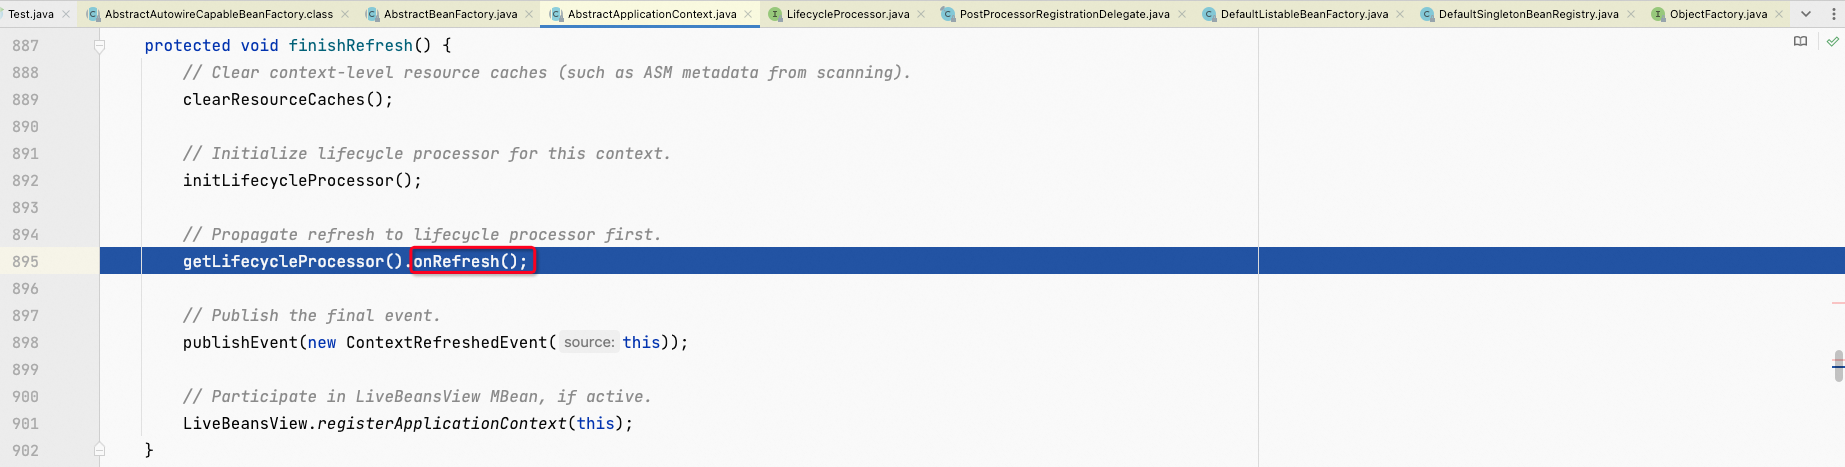 Test.java AbstractAutowireCapableBeanFactory.class AbstractBeanFactory.java AbstractApplicationContext.java LifecycleProcessor.java PostProcessorRegistrationDelegate.java DefaultListableBeanFactory.java DefaultSingletonBeanRegistry.java ObjectFactory.java
887 protected void finishRefresh() {
888 // Clear context-level resource caches (such as ASM metadata from scanning).
889 clearResourceCaches();
890
891 // Initialize lifecycle processor for this context.
892 initLifecycleProcessor();
893
894 // Propagate refresh to lifecycle processor first.
895 getLifecycleProcessor().onRefresh();
896
897 // Publish the final event.
898 publishEvent(new ContextRefreshedEvent( source: this));
899
900 // Participate in LiveBeansView MBean, if active.
901 LiveBeansView.registerApplicationContext(this);
902 }